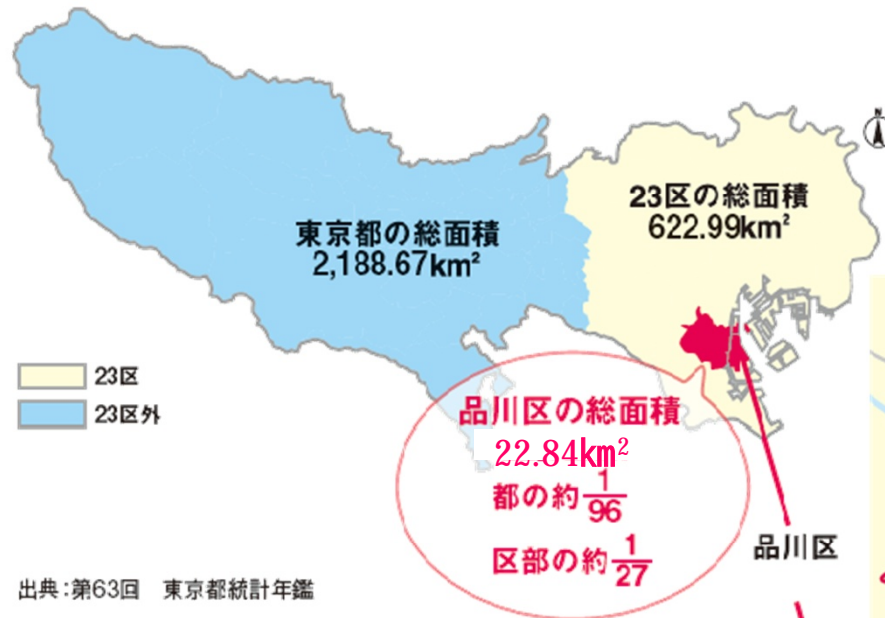 N
23区の総面積
622.99km²
東京都の総面積
2,188.67km²
23区
23区外
品川区の総面積
22.84km²
都の約1/96
区部の約1/27
品川区
出典:第63回 東京都統計年鑑